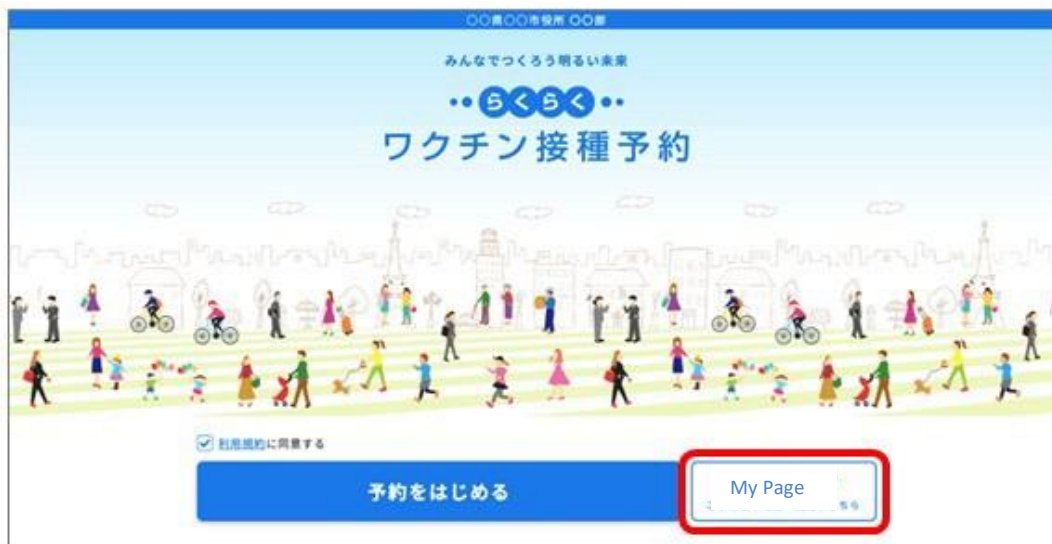 〇〇県〇〇市役所 〇〇部
みんなでつくろう明るい未来
らくらく
ワクチン接種予約
利用規約に同意する
予約をはじめる
My Page
ちら